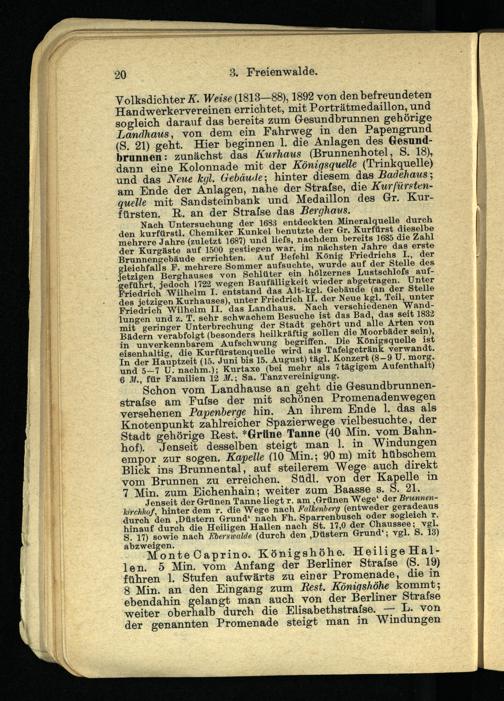 20
3. Freienwalde.
Volksdichter K. Weise (1813—88), 1892 von den befreundeten
Handwerkervereinen errichtet, mit Porträtmedaillon, und
sogleich darauf das bereits zum Gesundbrunnen gehörige
Landhaus, von dem ein Fahrweg in den Papengrund
(S. 21) geht. Hier beginnen l. die Anlagen des Gesund-
brunnen: zunächst das Kurhaus (Brunnenhotel, S. 18),
dann eine Kolonnade mit der Königsquelle (Trinkquelle)
und das Neue kgl. Gebäude; hinter diesem das Badehaus;
am Ende der Anlagen, nahe der Straſse, die Kurfürsten-
quelle mit Sandsteinbank und Medaillon des Gr. Kur-
fürsten. R. an der Straſse das Berghaus.
Nach Untersuchung der 1683 entdeckten Mineralquelle durch
den kurfürstl. Chemiker Kunkel benutzte der Gr. Kurfürst dieselbe
mehrere Jahre (zuletzt 1687) und lieſs, nachdem bereits 1685 die Zahl
der Kurgäste auf 1500 gestiegen war, im nächsten Jahre das erste
Brunnengebäude errichten. Auf Befehl König Friedrichs I., der
gleichfalls F. mehrere Sommer aufsuchte, wurde auf der Stelle des
jetzigen Berghauses von Schlüter ein hölzernes Lustschloſs auf-
geführt, jedoch 1722 wegen Baufälligkeit wieder abgetragen. Unter
Friedrich Wilhelm I. entstand das Alt-kgl. Gebäude (an der Stelle
des jetzigen Kurhauses), unter Friedrich II. der Neue kgl. Teil, unter
Friedrich Wilhelm II. das Landhaus. Nach verschiedenen Wand-
lungen und z. T. sehr schwachem Besuche ist das Bad, das seit 1832
mit geringer Unterbrechung der Stadt gehört und alle Arten von
Bädern verabfolgt (besonders heilkräftig sollen die Moorbäder sein),
in unverkennbarem Aufschwung begriffen. Die Königsquelle ist
eisenhaltig, die Kurfürstenquelle wird als Tafelgetränk verwandt.
In der Hauptzeit (15. Juni bis 15. August) tägl. Konzert (8—9 U. morg.
und 5—7 U. nachm.); Kurtaxe (bei mehr als 7tägigem Aufenthalt)
6 M., für Familien 12 M.; Sa. Tanzvereinigung.
Schon vom Landhause an geht die Gesundbrunnen-
straſse am Fuſse der mit schönen Promenadenwegen
versehenen Papenberge hin. An ihrem Ende l. das als
Knotenpunkt zahlreicher Spazierwege vielbesuchte, der
Stadt gehörige Rest. *Grüne Tanne (40 Min. vom Bahn-
hof). Jenseit desselben steigt man l. in Windungen
empor zur sogen. Kapelle (10 Min.; 90 m) mit hübschem
Blick ins Brunnental, auf steilerem Wege auch direkt
vom Brunnen zu erreichen. Südl. von der Kapelle in
7 Min. zum Eichenhain; weiter zum Baasee s. S. 21.
Jenseit der Grünen Tanne liegt r. am ‚Grünen Wege‘ der Brunnen-
kirchhof, hinter dem r. die Wege nach Falkenberg (entweder geradeaus
durch den ‚Düstern Grund‘ nach Fh. Sparrenbusch oder sogleich r.
hinauf durch die Heiligen Hallen nach St. 17,0 der Chaussee; vgl.
S. 17) sowie nach Eberswalde (durch den ‚Düstern Grund‘; vgl. S. 13)
abzweigen.
Monte Caprino. Königshöhe. Heilige Hal-
len. 5 Min. vom Anfang der Berliner Straſse (S. 19)
führen l. Stufen aufwärts zu einer Promenade, die in
8 Min. an den Eingang zum Rest. Königshöhe kommt;
ebendahin gelangt man auch von der Berliner Straſse
weiter oberhalb durch die Elisabethstraſse. — L. von
der genannten Promenade steigt man in Windungen